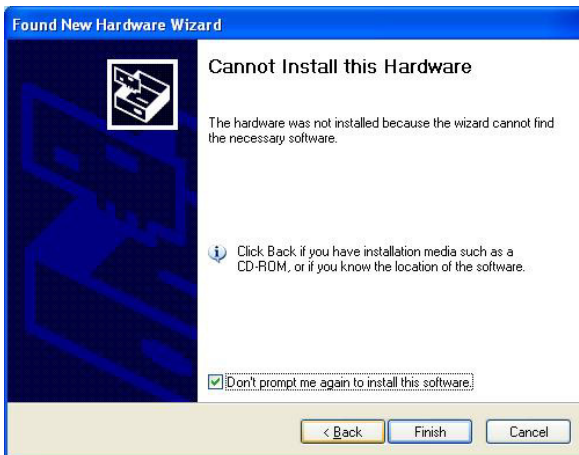 Found New Hardware Wizard
Cannot Install this Hardware
The hardware was not installed because the wizard cannot find
the necessary software.
Click Back if you have installation media such as a
CD-ROM, or if you know the location of the software.
Don't prompt me again to install this software.
< Back
Finish
Cancel